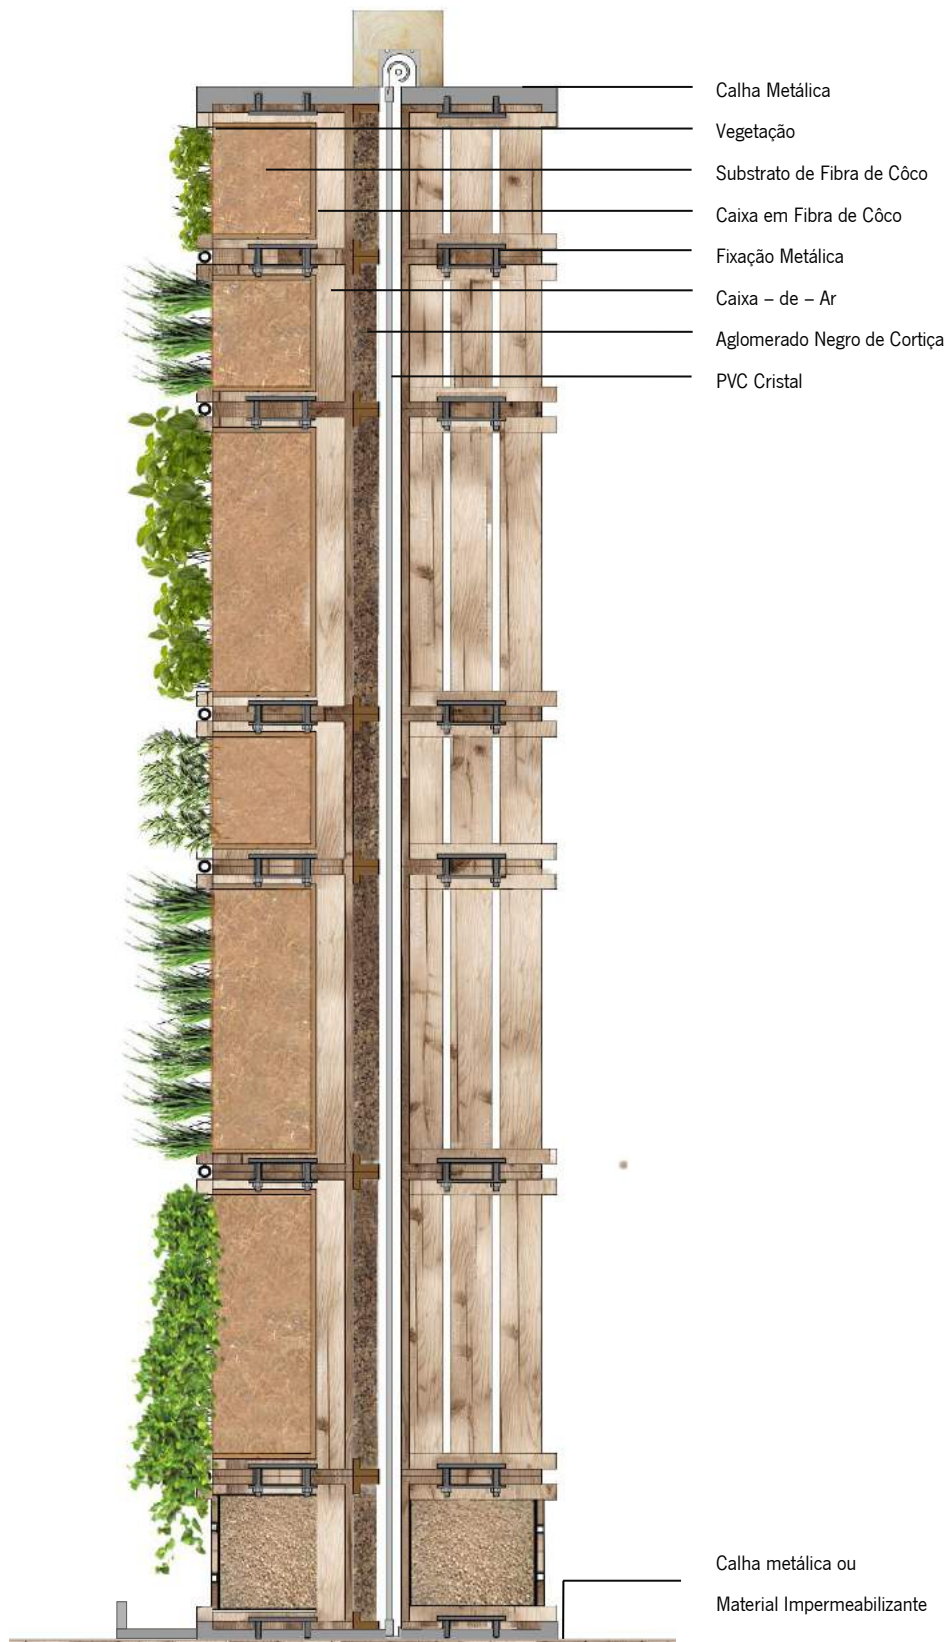 Calha Metálica
Vegetação
Substrato de Fibra de Côco
Caixa em Fibra de Côco
Fixação Metálica
Caixa – de – Ar
Aglomerado Negro de Cortiça
PVC Cristal
Calha metálica ou
Material Impermeabilizante